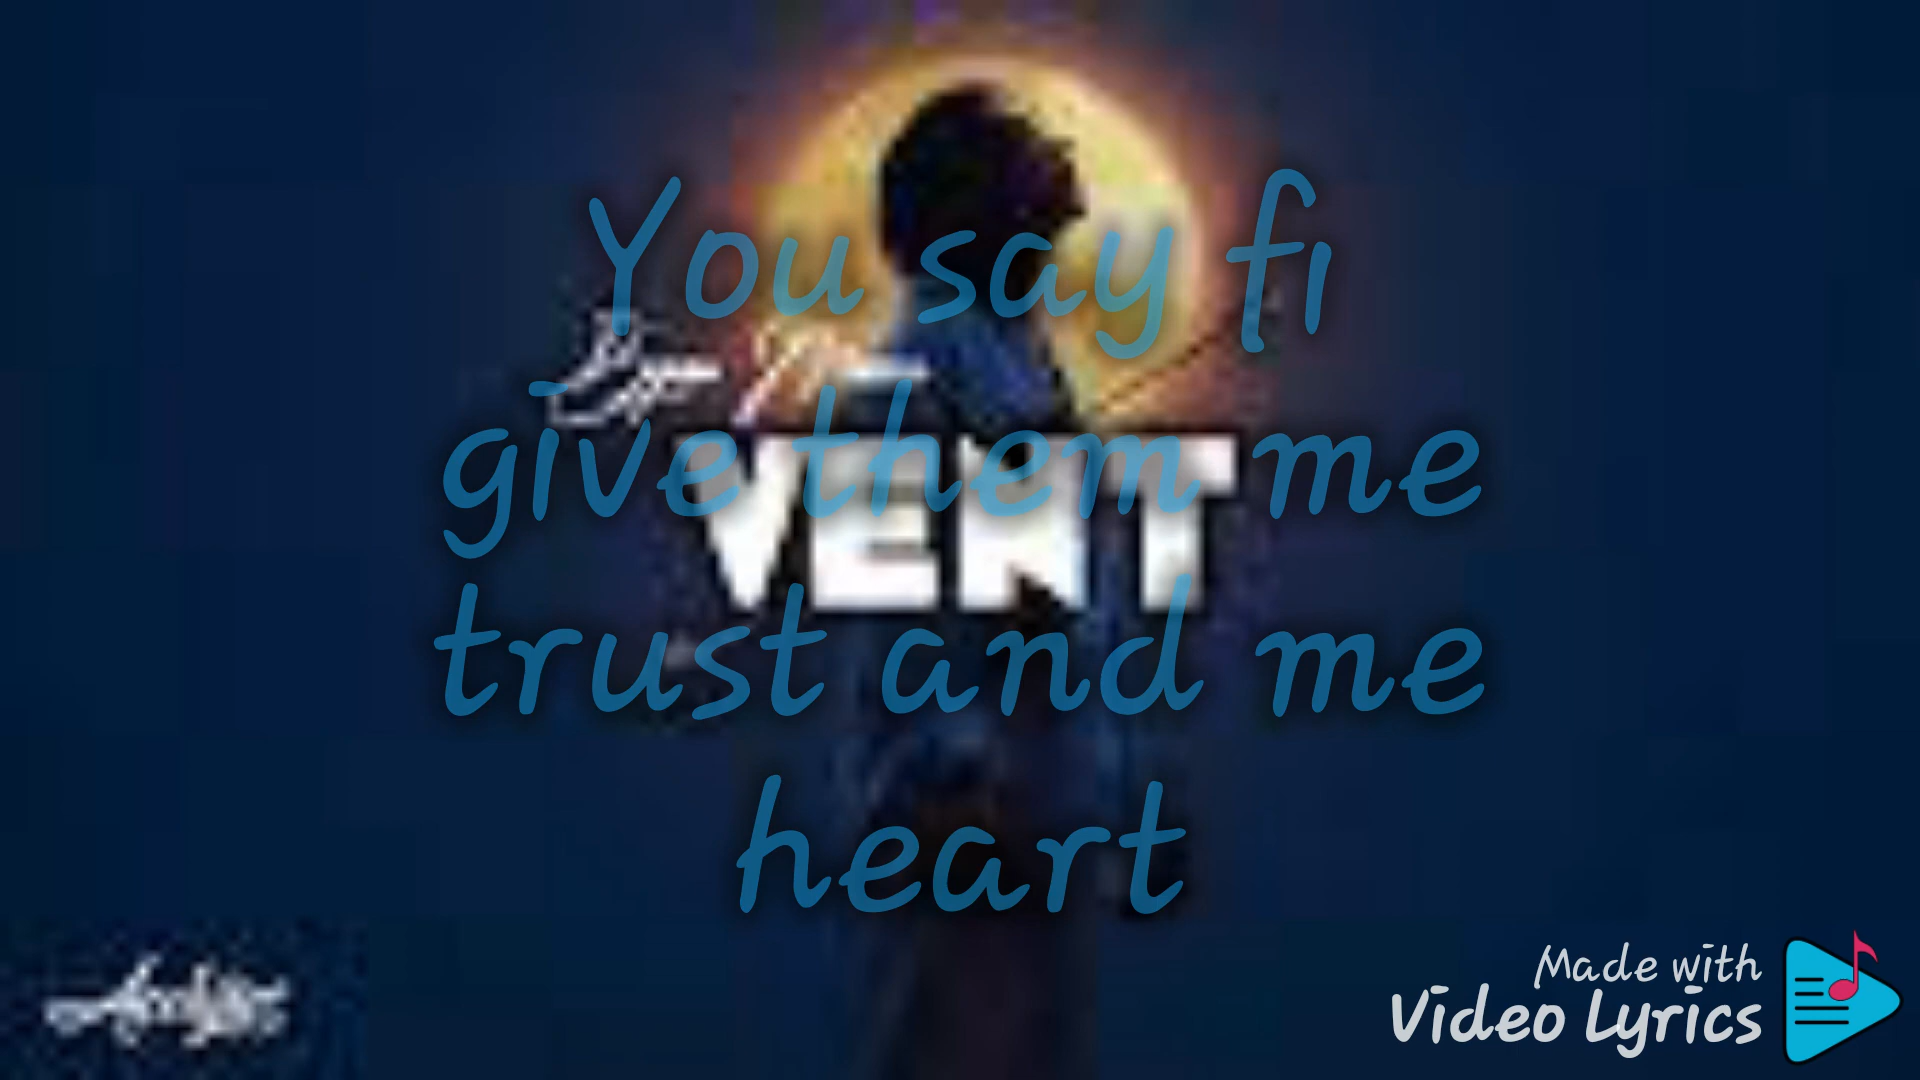 You say fi
give them me
VENT
trust and me
heart
Made with
Video Lyrics